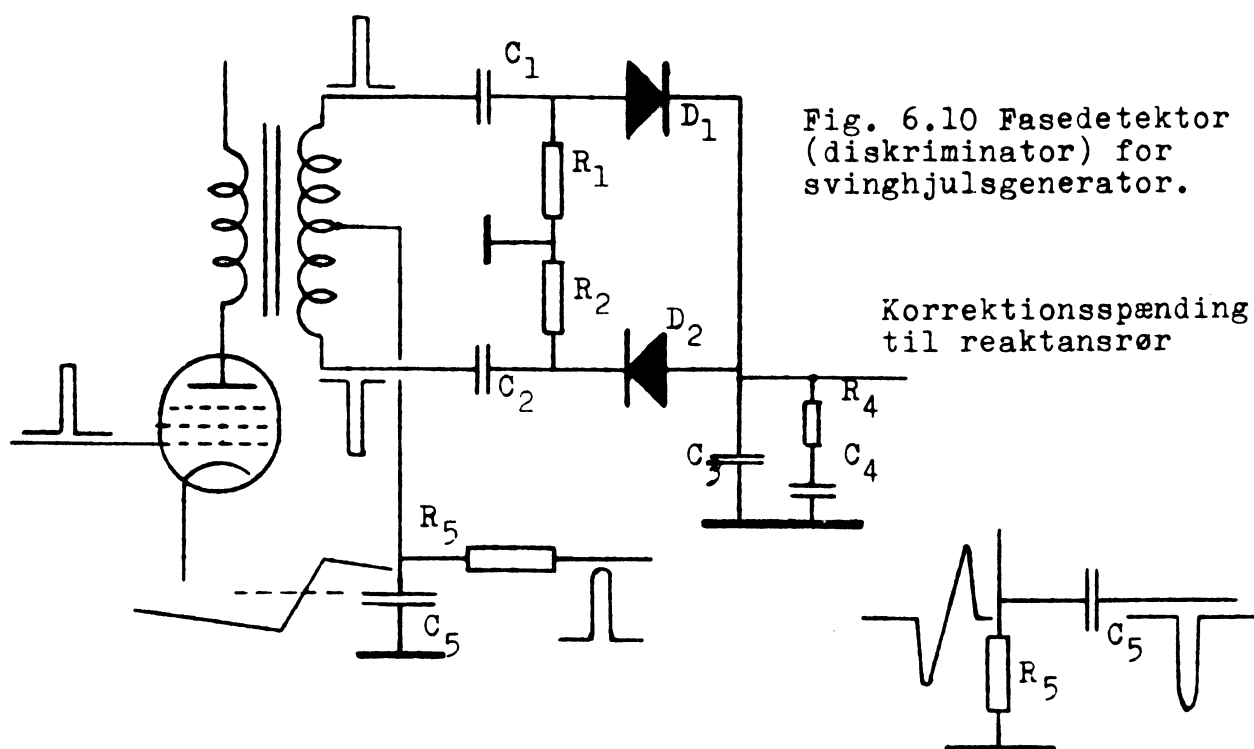 C1
D1
Fig. 6.10 Fasedetektor
(diskriminator) for
svinghjulsgenerator.
R1
R2
D2
Korrektionsspænding
til reaktansrør
C2
R4
C3
C4
R5
C5
C5
R5